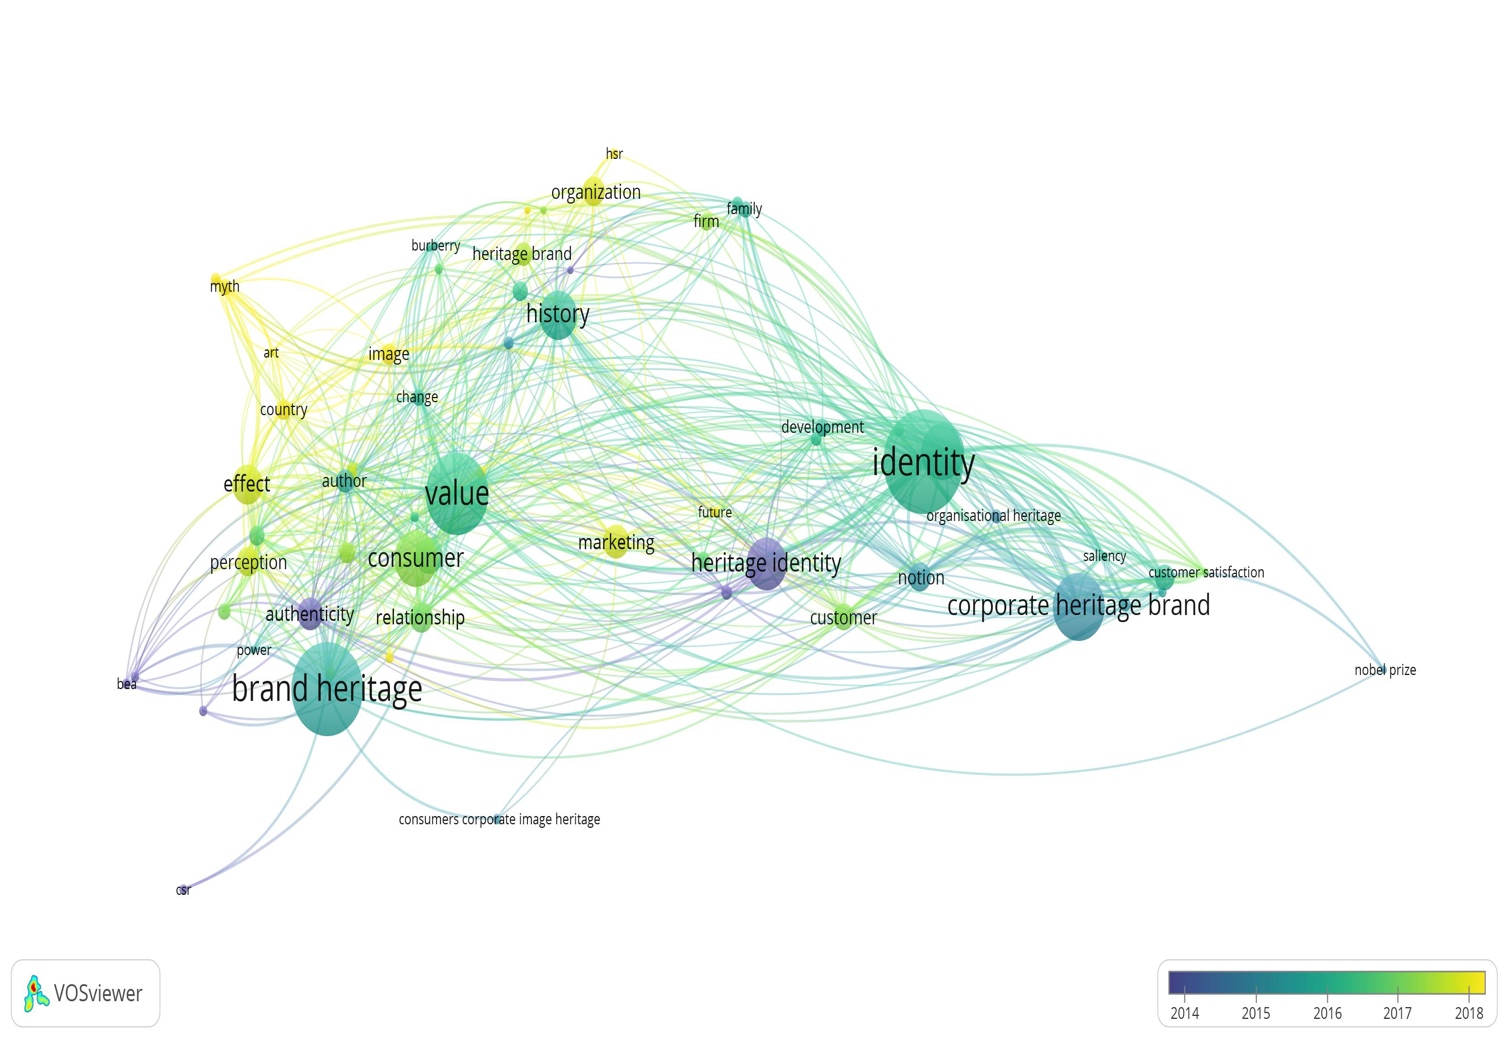 hsr
organization
family
firm
burberry
heritage brand
myth
history
art
image
change
country
development
identity
effect
author
value
future
organisational heritage
marketing
consumer
saliency
perception
heritage identity
notion
customer satisfaction
corporate heritage brand
authenticity
relationship
customer
power
nobel prize
bea
brand heritage
consumers corporate image heritage
csr
VOSviewer
2014 2015 2016 2017 2018